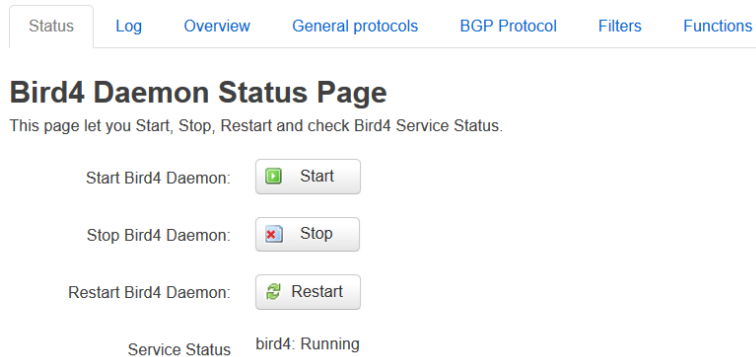 Status Log Overview General protocols BGP Protocol Filters Functions
Bird4 Daemon Status Page
This page let you Start, Stop, Restart and check Bird4 Service Status.
Start Bird4 Daemon: Start
Stop Bird4 Daemon: Stop
Restart Bird4 Daemon: Restart
Service Status bird4: Running